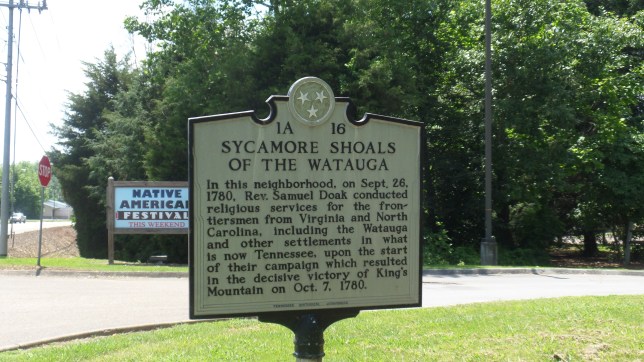 1A 16
SYCAMORE SHOALS
OF THE WATAUGA
In this neighborhood, on Sept. 26,
1780, Rev. Samuel Doak conducted
religious services for the fron-
tiersmen from Virginia and North
Carolina, including the Watauga
and other settlements in what
is now Tennessee, upon the start
of their campaign which resulted
in the decisive victory of King's
Mountain on Oct. 7, 1780.
TENNESSEE HISTORICAL COMMISSION
STOP
NATIVE
AMERICAN
FESTIVAL
THIS WEEKEND